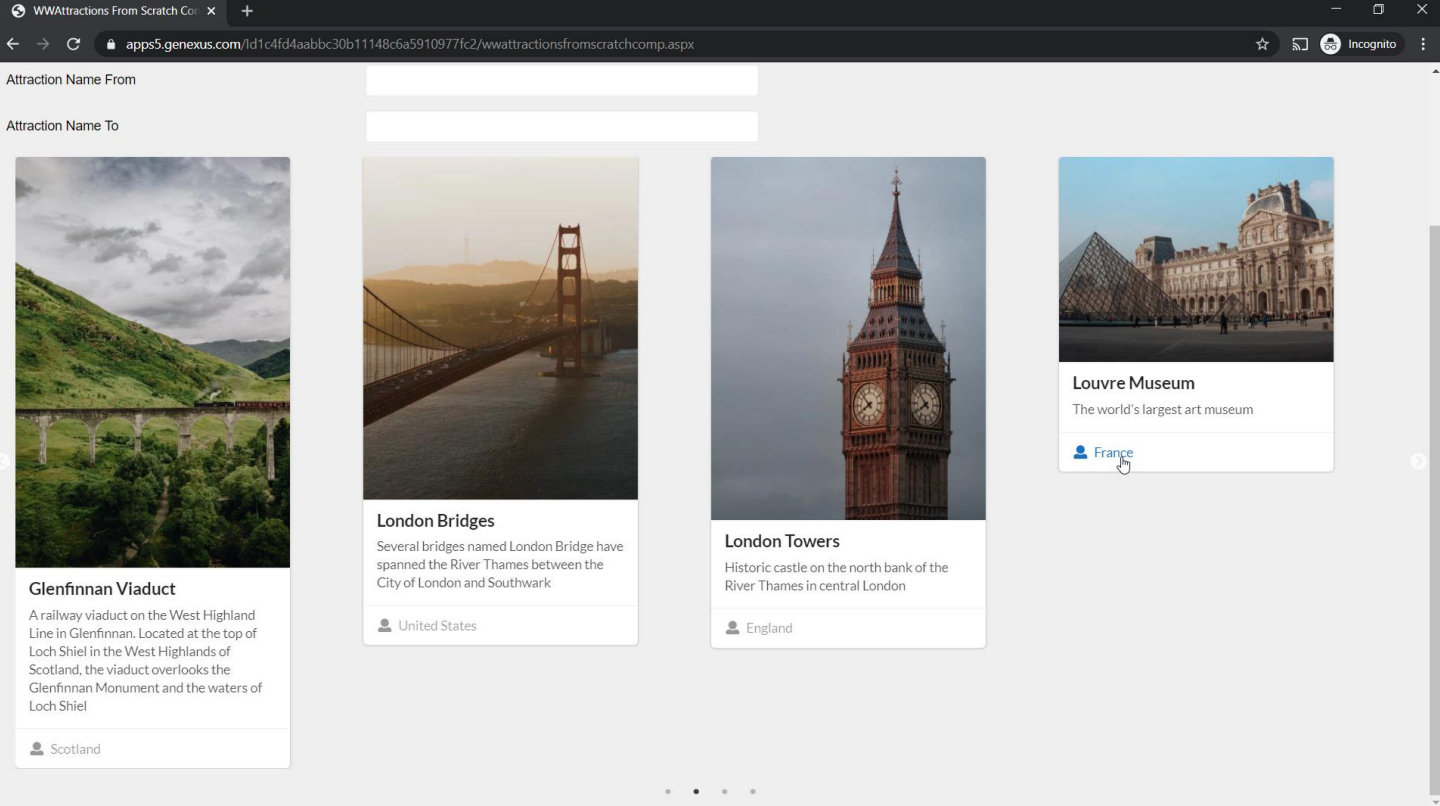 WWAttractions From Scratch Co
apps5.genexus.com/Id1c4fd4aabbc30b11148c6a5910977fc2/wwattractionsfromscratchcomp.aspx
Incognito
Attraction Name From
Attraction Name To
Glenfinnan Viaduct
A railway viaduct on the West Highland
Line in Glenfinnan. Located at the top of
Loch Shiel in the West Highlands of
Scotland, the viaduct overlooks the
Glenfinnan Monument and the waters of
Loch Shiel
Scotland
London Bridges
Several bridges named London Bridge have
spanned the River Thames between the
City of London and Southwark
United States
London Towers
Historic castle on the north bank of the
River Thames in central London
England
Louvre Museum
The world's largest art museum
France